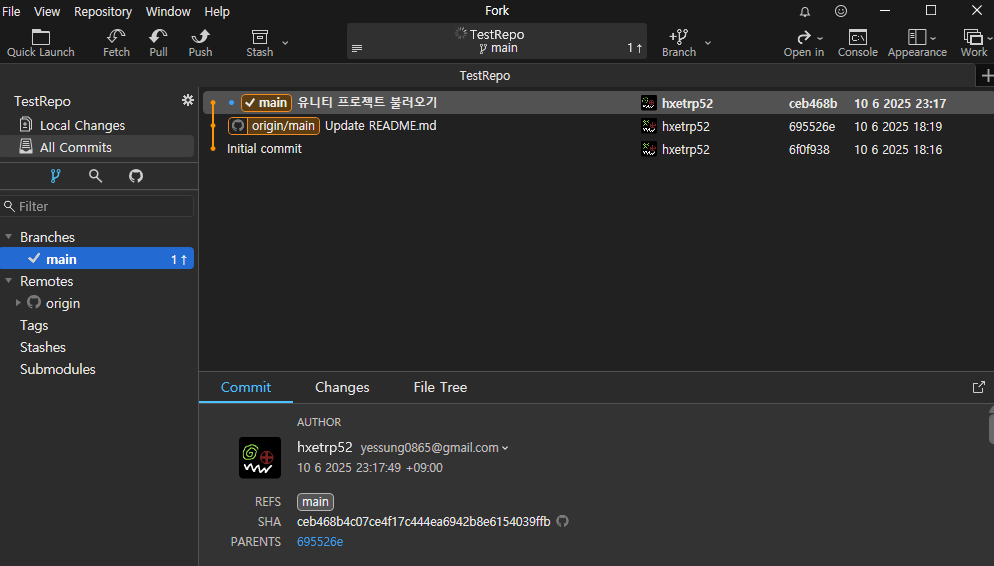 File View Repository Window Help Fork
Quick Launch Fetch Pull Push Stash TestRepo main 1↑ Branch Open in Console Appearance Work
TestRepo
TestRepo
Local Changes
All Commits
Filter
Branches
main 1↑
Remotes
origin
Tags
Stashes
Submodules
main 유니티 프로젝트 불러오기 hxetrp52 ceb468b 10 6 2025 23:17
origin/main Update README.md hxetrp52 695526e 10 6 2025 18:19
Initial commit hxetrp52 6f0f938 10 6 2025 18:16
Commit Changes File Tree
AUTHOR
hxetrp52 yessung0865@gmail.com
10 6 2025 23:17:49 +09:00
REFS main
SHA ceb468b4c07ce4f17c444ea6942b8e6154039ffb
PARENTS 695526e